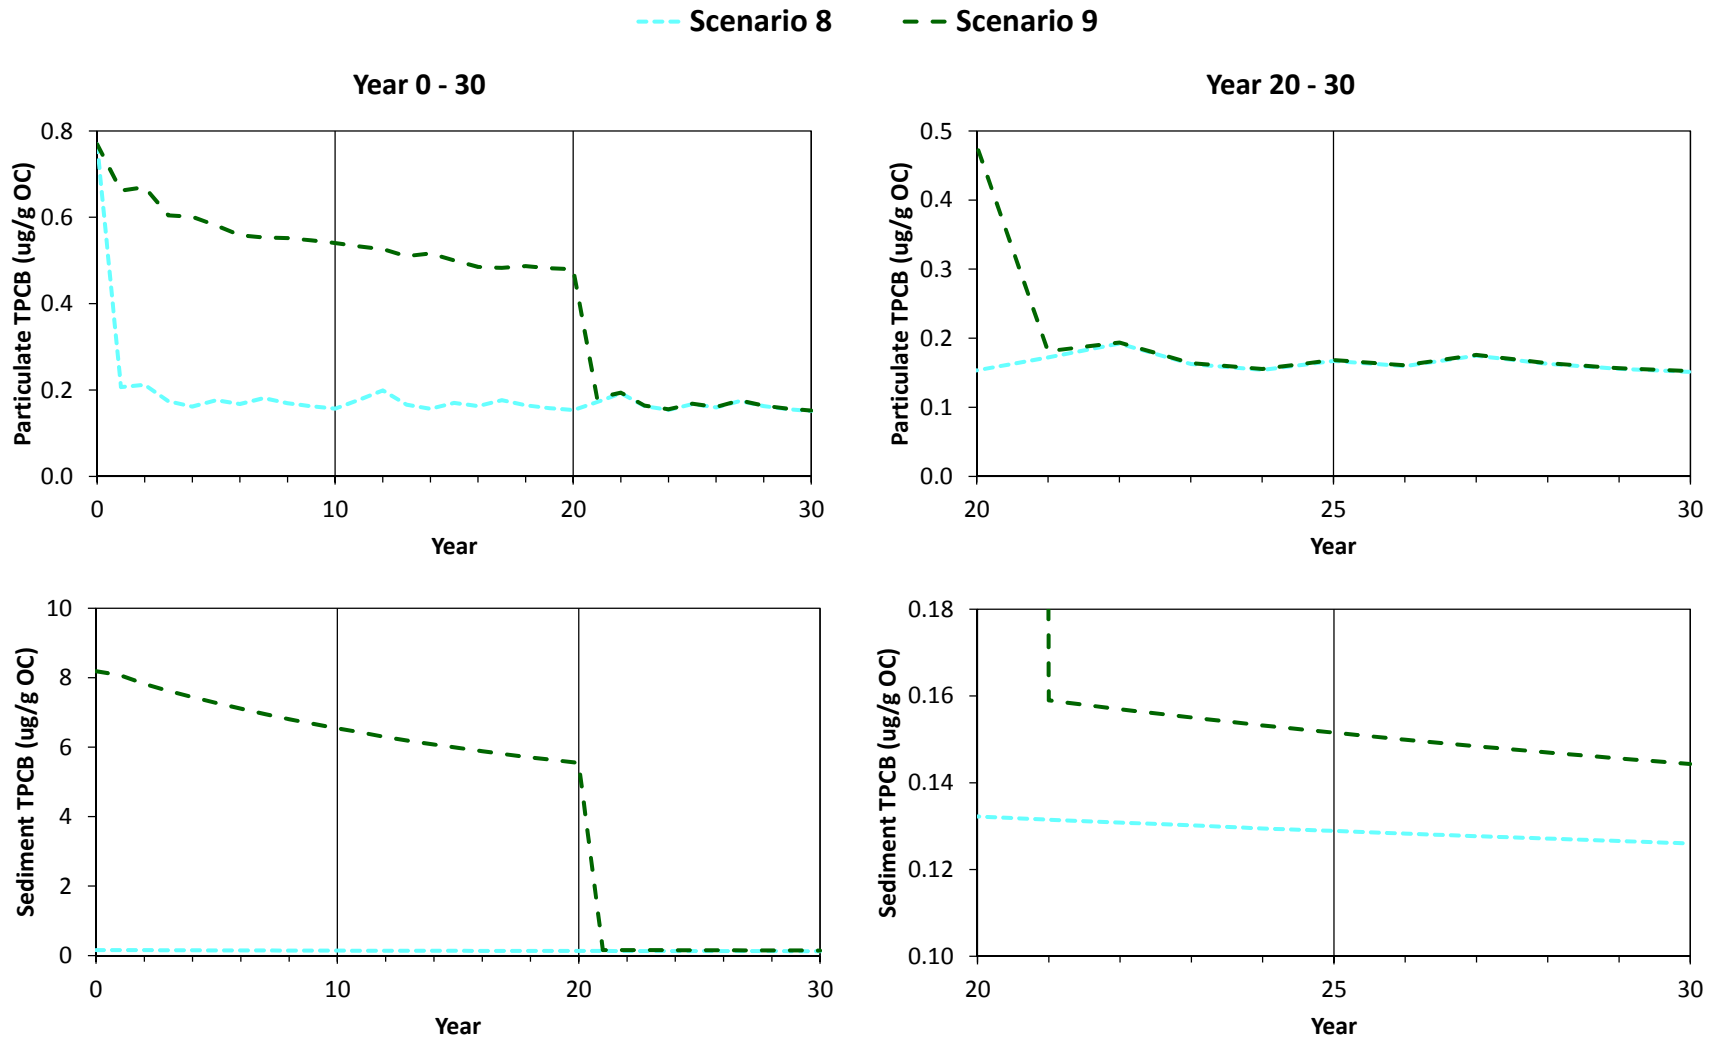 Scenario 8 Scenario 9
Year 0 - 30
Year 20 - 30
Particulate TPCB (ug/g OC)
0.8
0.6
0.4
0.2
0.0
0 10 20 30
Year
Particulate TPCB (ug/g OC)
0.5
0.4
0.3
0.2
0.1
0.0
20 25 30
Year
Sediment TPCB (ug/g OC)
10
8
6
4
2
0
0 10 20 30
Year
Sediment TPCB (ug/g OC)
0.18
0.16
0.14
0.12
0.10
20 25 30
Year